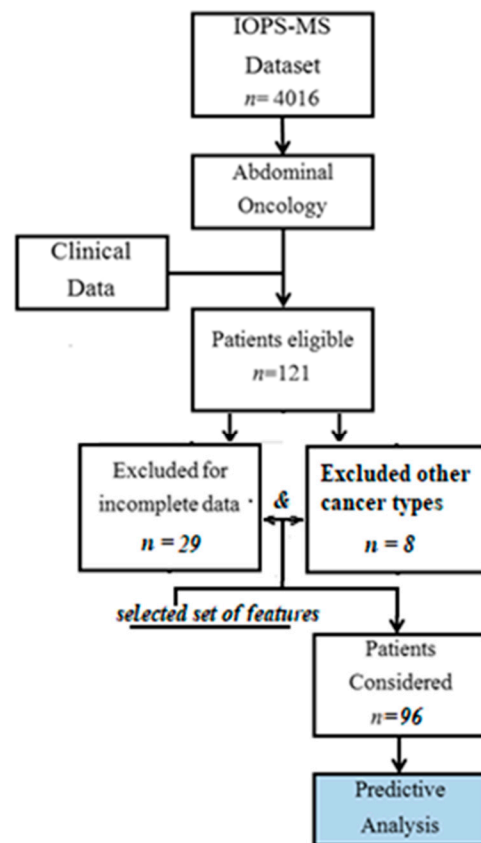 IOPS-MS
Dataset
n= 4016
Abdominal
Oncology
Clinical
Data
Patients eligible
n=121
Excluded for
incomplete data
n = 29
&
Excluded other
cancer types
n = 8
selected set of features
Patients
Considered
n=96
Predictive
Analysis